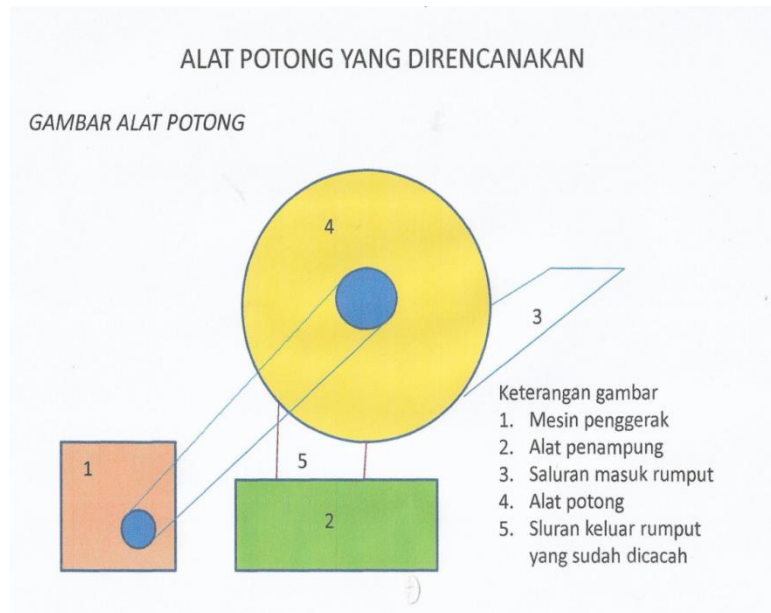 ALAT POTONG YANG DIRENCANAKAN
GAMBAR ALAT POTONG
4
3
1
5
2
Keterangan gambar
1. Mesin penggerak
2. Alat penampung
3. Saluran masuk rumput
4. Alat potong
5. Sluran keluar rumput
yang sudah dicacah